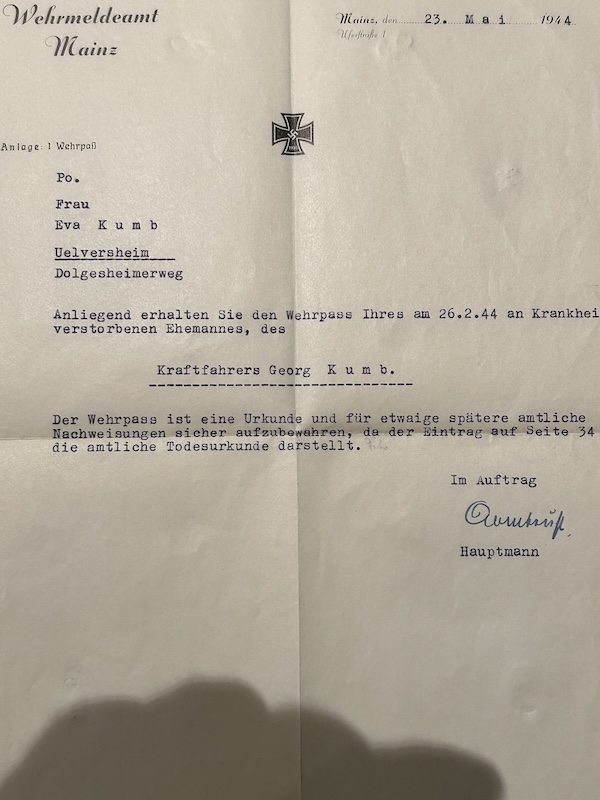 Wehrmeldeamt
Mainz
Mainz, den 23. Mai 1944
Uferstraße 1
Anlage: 1 Wehrpaß
Po.
Frau
Eva K u m b
Uelversheim
Dolgesheimerweg
Anliegend erhalten Sie den Wehrpass Ihres am 26.2.44 an Krankhei
verstorbenen Ehemannes, des
Kraftfahrers Georg K u m b.
Der Wehrpass ist eine Urkunde und für etwaige spätere amtliche
Nachweisungen sicher aufzubewahren, da der Eintrag auf Seite 34
die amtliche Todesurkunde darstellt.
Im Auftrag
Hauptmann